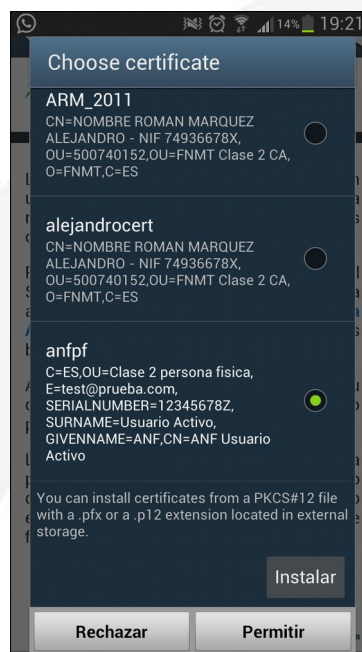 14% 19:21
Choose certificate
ARM_2011
CN=NOMBRE ROMAN MARQUEZ
ALEJANDRO - NIF 74936678X,
OU=500740152,OU=FNMT Clase 2 CA,
O=FNMT,C=ES
alejandrocert
CN=NOMBRE ROMAN MARQUEZ
ALEJANDRO - NIF 74936678X,
OU=500740152,OU=FNMT Clase 2 CA,
O=FNMT,C=ES
anfpf
C=ES,OU=Clase 2 persona fisica,
E=test@prueba.com,
SERIALNUMBER=12345678Z,
SURNAME=Usuario Activo,
GIVENNAME=ANF,CN=ANF Usuario
Activo
You can install certificates from a PKCS#12 file
with a .pfx or a .p12 extension located in external
storage.
Instalar
Rechazar Permitir